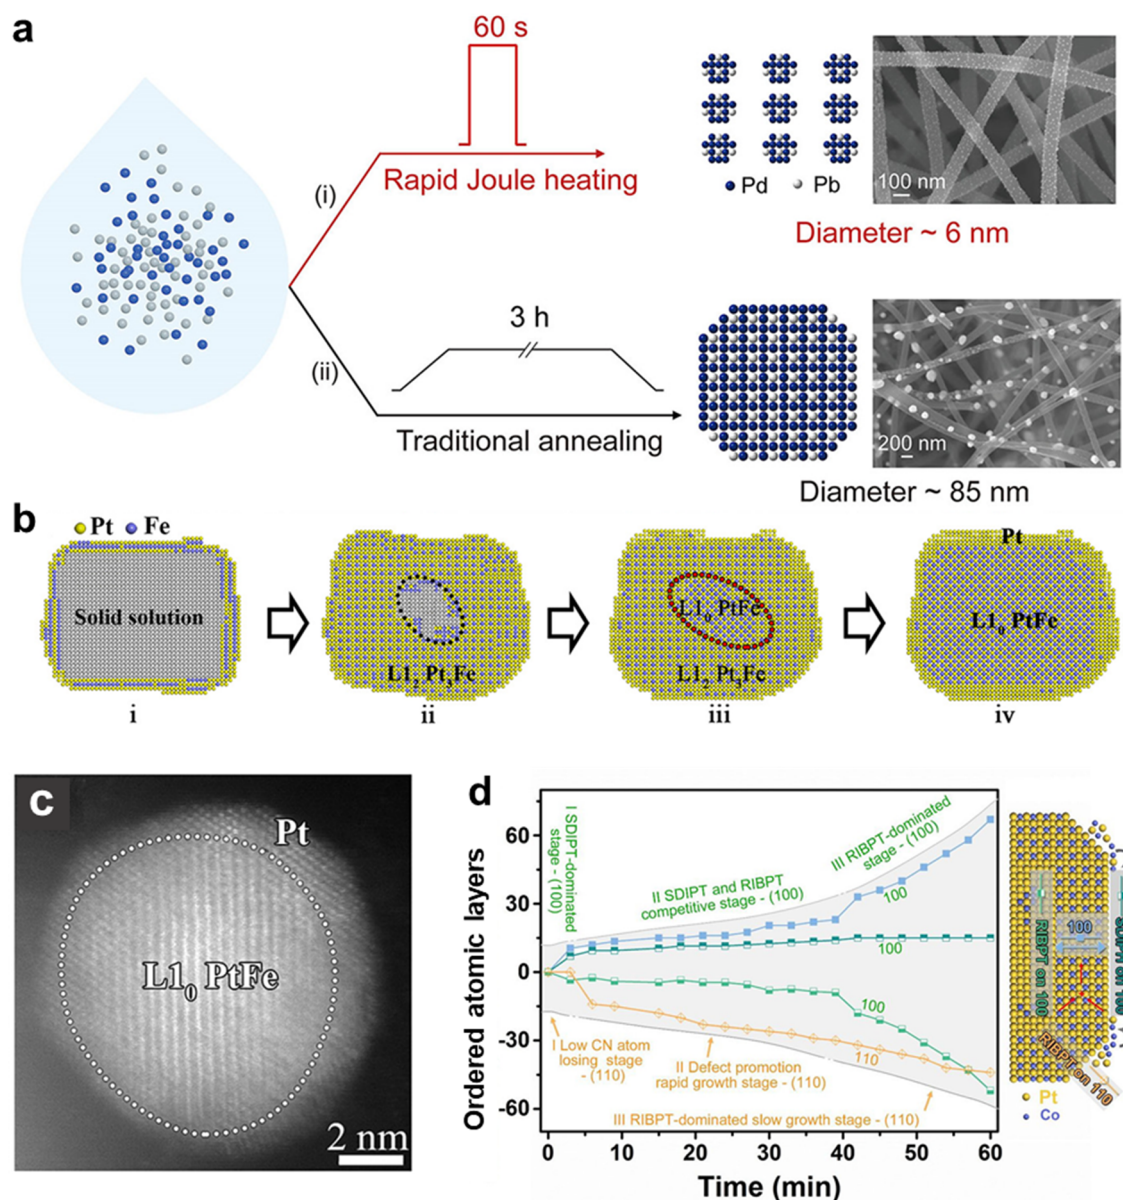 a
60 s
(i)
Rapid Joule heating
Pd Pb
100 nm
Diameter ~ 6 nm
3 h
(ii)
Traditional annealing
200 nm
Diameter ~ 85 nm
b
Pt Fe
Solid solution
L1₂ Pt₃Fe
L1₀ PtFe
L1₂ Pt₃Fe
Pt
L1₀ PtFe
i
ii
iii
iv
c
Pt
L1₀ PtFe
2 nm
d
Ordered atomic layers
60
30
0
-30
-60
I SDIPT-dominated
stage - (100)
II SDIPT and RIBPT
competitive stage - (100)
III RIBPT-dominated
stage - (100)
100
100
100
110
I Low CN atom
losing stage
- (110)
II Defect promotion
rapid growth stage - (110)
III RIBPT-dominated slow growth stage - (110)
0 10 20 30 40 50 60
Time (min)
RIBPT on 100
100
RIBPT on 110
Pt
Co